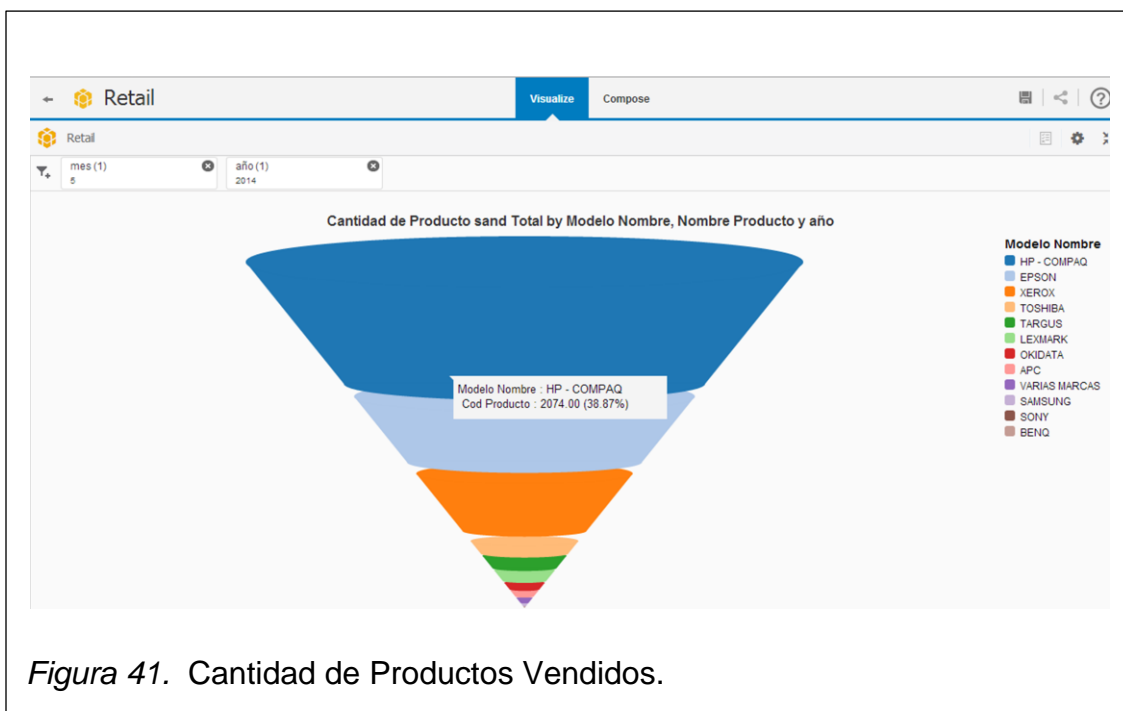 Retail
Visualize
Compose
Retail
mes (1)
5
año (1)
2014
Cantidad de Producto sand Total by Modelo Nombre, Nombre Producto y año
Modelo Nombre
HP - COMPAQ
EPSON
XEROX
TOSHIBA
TARGUS
LEXMARK
OKIDATA
APC
VARIAS MARCAS
SAMSUNG
SONY
BENQ
Modelo Nombre : HP - COMPAQ
Cod Producto : 2074.00 (38.87%)
Figura 41. Cantidad de Productos Vendidos.